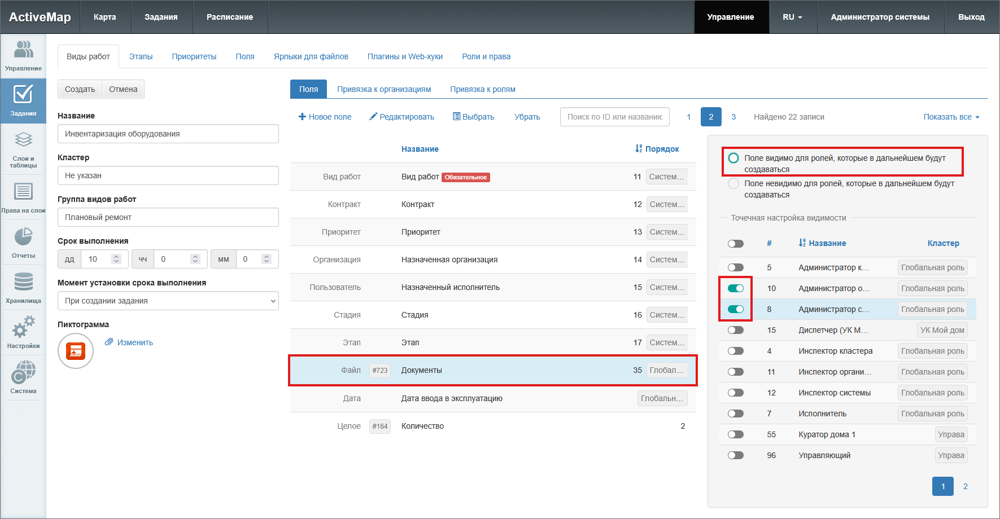 ActiveMap
Карта
Задания
Расписание
Управление
RU
Администратор системы
Выход
Управление
Задания
Слои и
таблицы
Права на слои
Отчеты
Хранилища
Настройки
Система
Виды работ
Этапы
Приоритеты
Поля
Ярлыки для файлов
Плагины и Web-хуки
Роли и права
Создать
Отмена
Название
Инвентаризация оборудования
Кластер
Не указан
Группа видов работ
Плановый ремонт
Срок выполнения
дд 10 чч 0 мм 0
Момент установки срока выполнения
При создании задания
Пиктограмма
Изменить
Поля
Привязка к организациям
Привязка к ролям
Новое поле
Редактировать
Выбрать
Убрать
Поиск по ID или названию
1 2 3
Найдено 22 записи
Показать все
Название Порядок
Вид работ Вид работ Обязательное 11 Систем...
Контракт Контракт 12 Систем...
Приоритет Приоритет 13 Систем...
Организация Назначенная организация 14 Систем...
Пользователь Назначенный исполнитель 15 Систем...
Стадия Стадия 16 Систем...
Этап Этап 17 Систем...
Файл #723 Документы 35 Глобал...
Дата Дата ввода в эксплуатацию Глобальн...
Целое #164 Количество 2
Поле видимо для ролей, которые в дальнейшем будут
создаваться
Поле невидимо для ролей, которые в дальнейшем будут
создаваться
Точечная настройка видимости
# Название Кластер
5 Администратор к... Глобальная роль
10 Администратор о... Глобальная роль
8 Администратор с... Глобальная роль
15 Диспетчер (УК М... УК Мой дом
4 Инспектор кластера Глобальная роль
11 Инспектор органи... Глобальная роль
12 Инспектор системы Глобальная роль
7 Исполнитель Глобальная роль
55 Куратор дома 1 Управа
96 Управляющий Управа
1 2